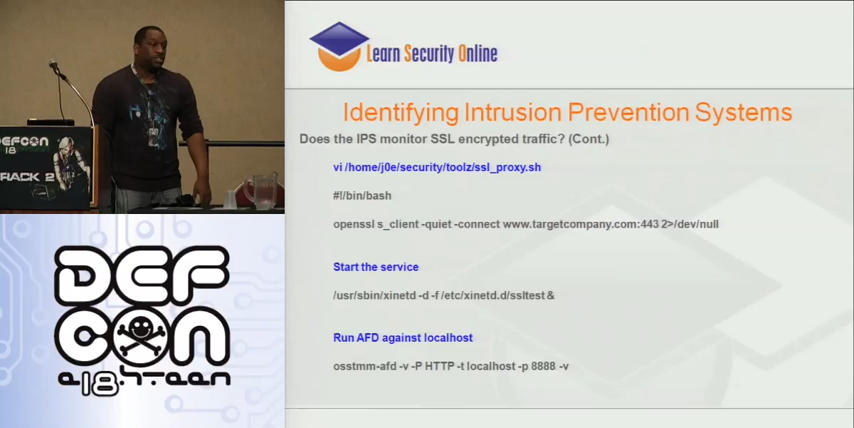 Learn Security Online
Identifying Intrusion Prevention Systems
Does the IPS monitor SSL encrypted traffic? (Cont.)
vi /home/j0e/security/toolz/ssl_proxy.sh
#!/bin/bash
openssl s_client -quiet -connect www.targetcompany.com:443 2>/dev/null
Start the service
/usr/sbin/xinetd -d -f /etc/xinetd.d/ssltest &
Run AFD against localhost
osstmm-afd -v -P HTTP -t localhost -p 8888 -v
DEFCON
18
TRACK 2
DEF
CON
e18hteen